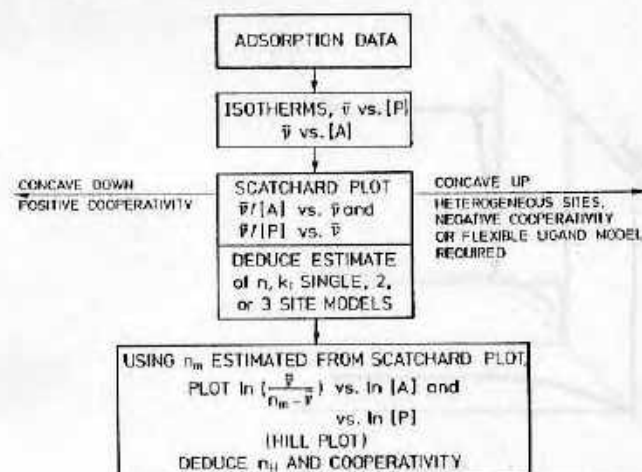 ADSORPTION DATA
ISOTHERMS, ν̄ vs. [P]
ν̄ vs. [A]
CONCAVE DOWN
POSITIVE COOPERATIVITY
SCATCHARD PLOT
ν̄/[A] vs. ν̄ and
ν̄/[P] vs. ν̄
CONCAVE UP
HETEROGENEOUS SITES,
NEGATIVE COOPERATIVITY
OR FLEXIBLE LIGAND MODEL
REQUIRED
DEDUCE ESTIMATE
of n, kᵢ SINGLE, 2,
or 3 SITE MODELS
USING nₘ ESTIMATED FROM SCATCHARD PLOT,
PLOT ln (ν̄/(nₘ - ν̄)) vs. ln [A] and
vs. ln [P]
(HILL PLOT)
DEDUCE n_H AND COOPERATIVITY